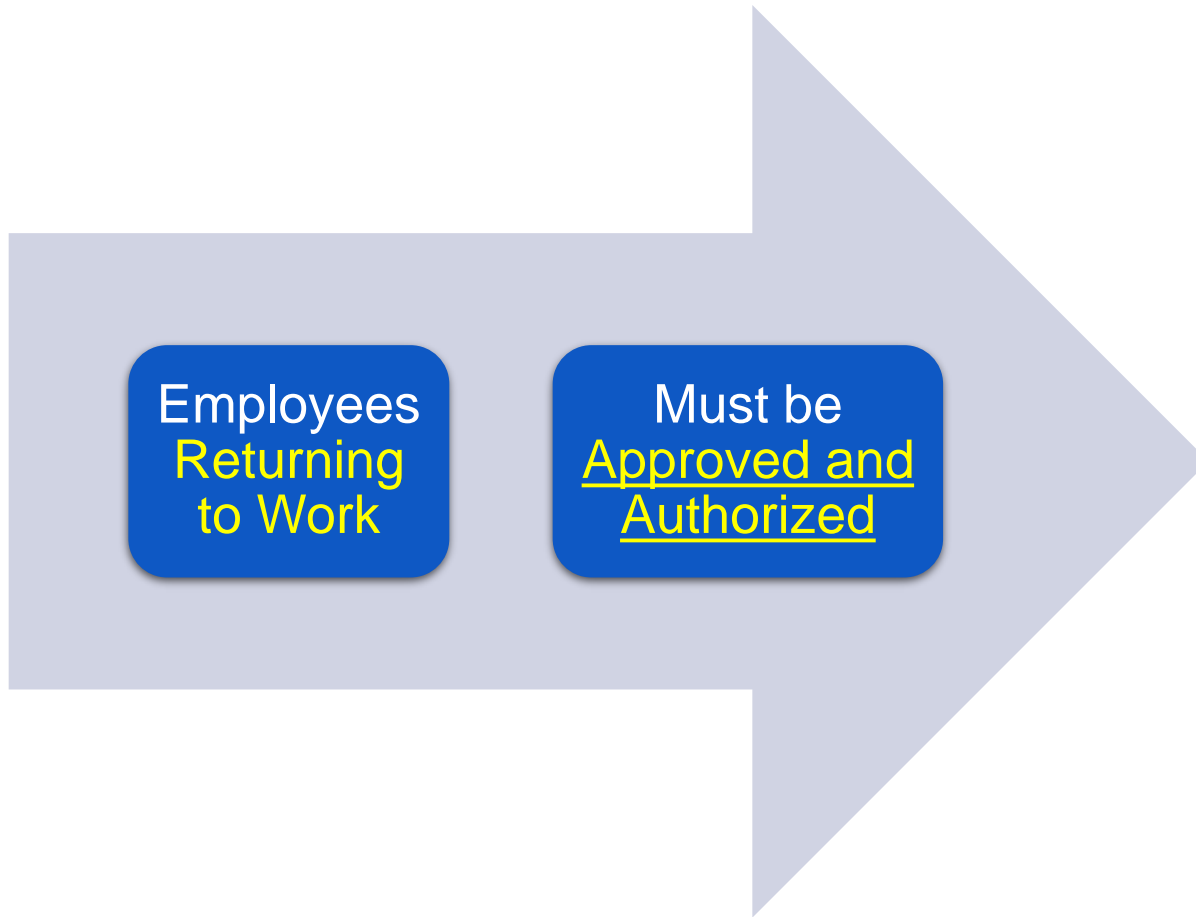 Employees
Returning
to Work
Must be
Approved and
Authorized